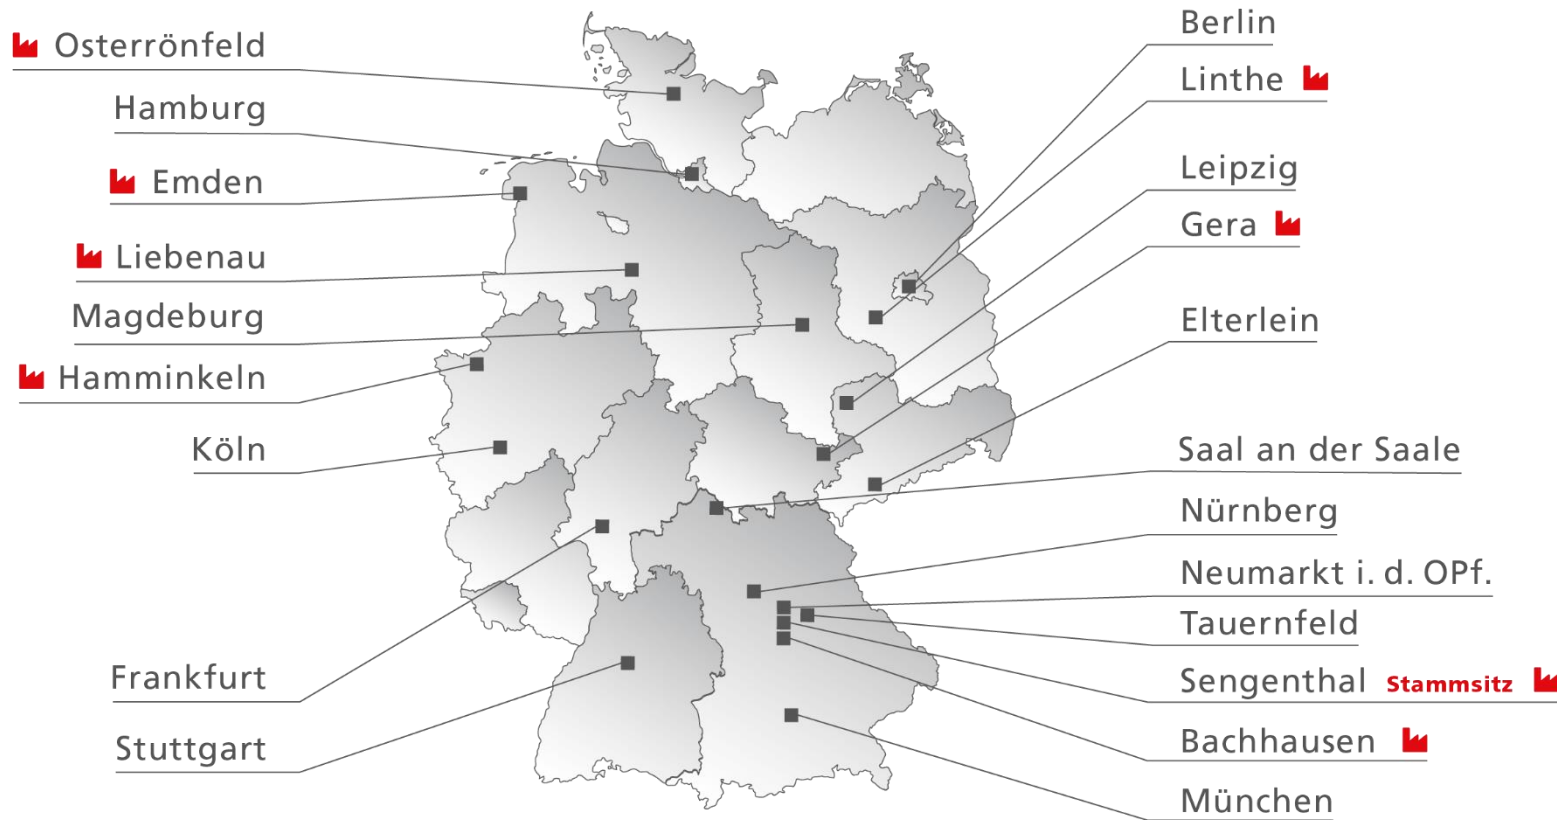 Osterrönfeld
Hamburg
Emden
Liebenau
Magdeburg
Hamminkeln
Köln
Frankfurt
Stuttgart
Berlin
Linthe
Leipzig
Gera
Elterlein
Saal an der Saale
Nürnberg
Neumarkt i. d. OPf.
Tauernfeld
Sengenthal Stammsitz
Bachhausen
München